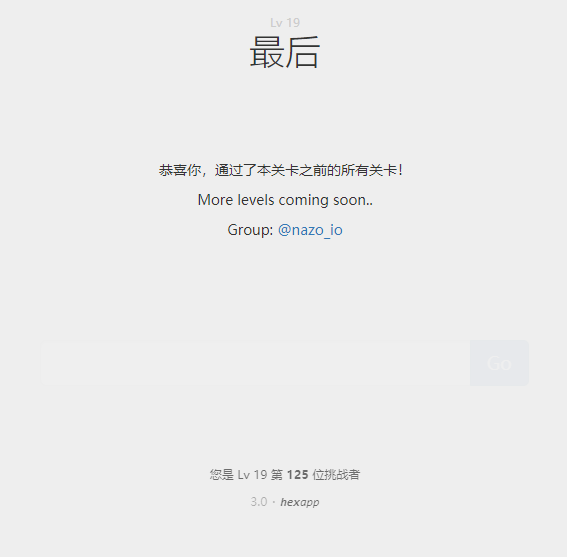 Lv 19
最后
恭喜你，通过了本关卡之前的所有关卡！
More levels coming soon..
Group: @nazo_io
Go
您是 Lv 19 第 125 位挑战者
3.0 · hexapp